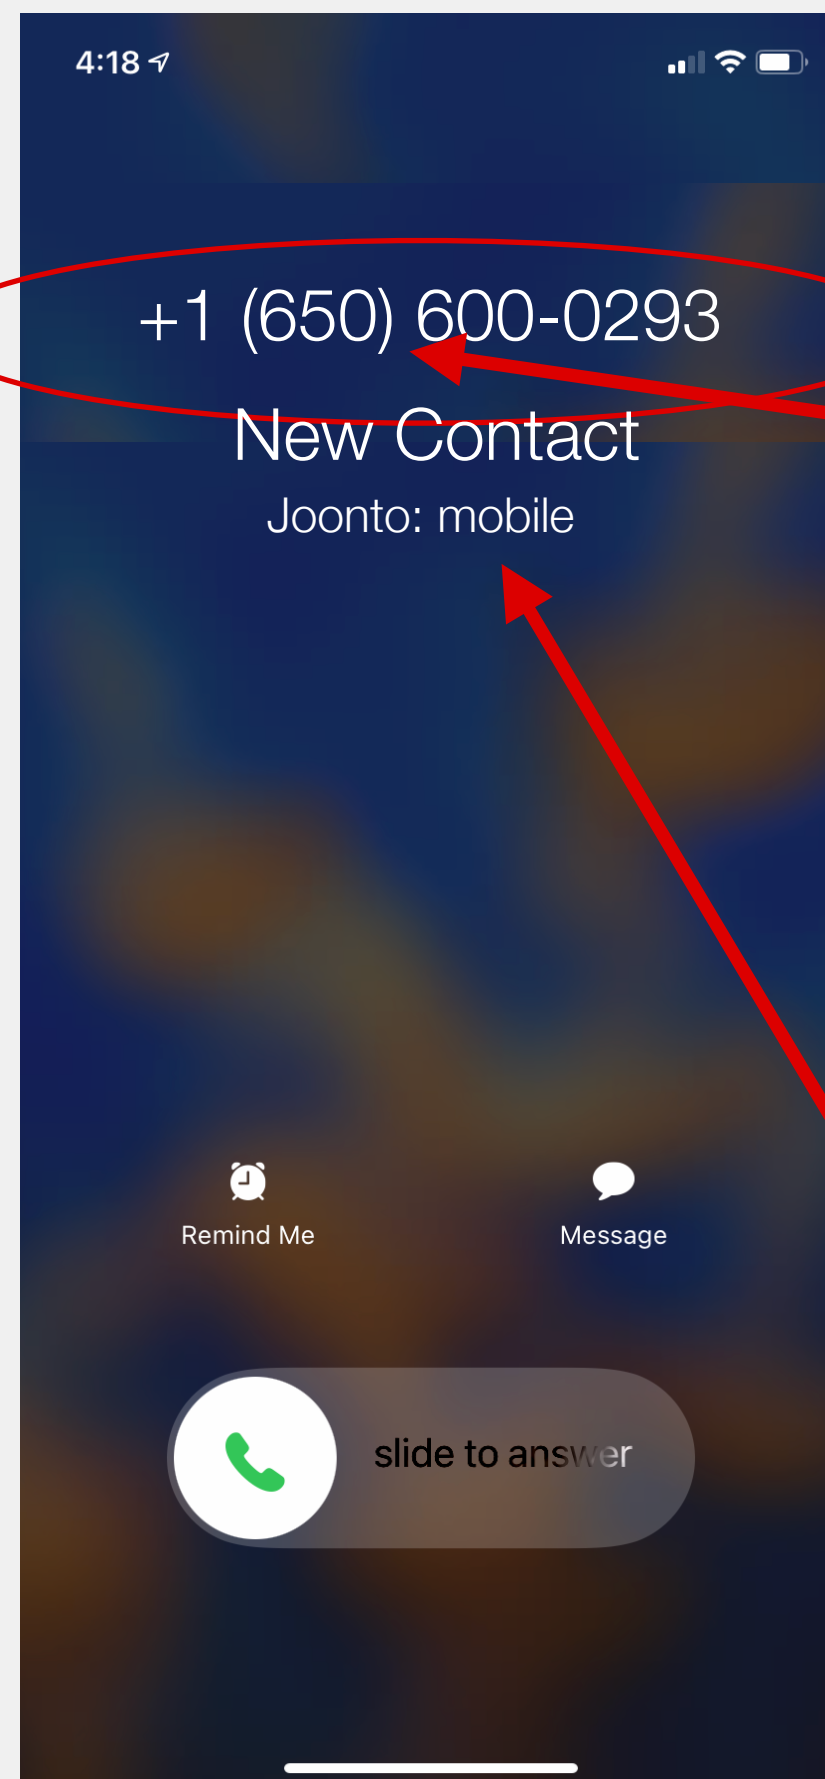 4:18
+1 (650) 600-0293
New Contact
Joonto: mobile
Remind Me
Message
slide to answer